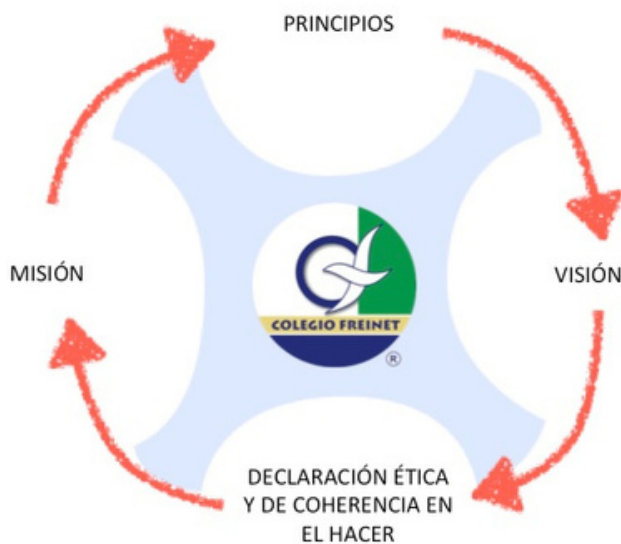 PRINCIPIOS
MISIÓN
VISIÓN
COLEGIO FREINET
®
DECLARACIÓN ÉTICA
Y DE COHERENCIA EN
EL HACER